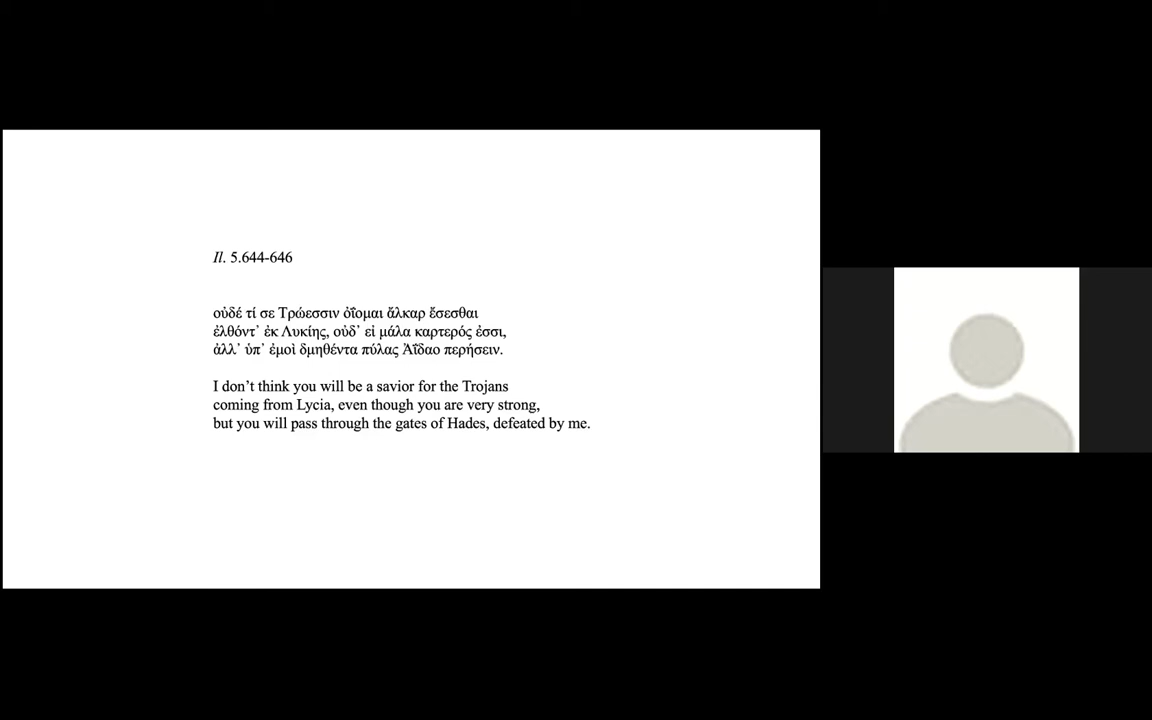 Il. 5.644-646
οὐδέ τί σε Τρώεσσιν ὀΐομαι ἄλκαρ ἔσεσθαι
ἐλθόντ᾽ ἐκ Λυκίης, οὐδ᾽ εἰ μάλα καρτερός ἐσσι,
ἀλλ᾽ ὑπ᾽ ἐμοὶ δμηθέντα πύλας Ἀΐδαο περήσειν.
I don’t think you will be a savior for the Trojans
coming from Lycia, even though you are very strong,
but you will pass through the gates of Hades, defeated by me.